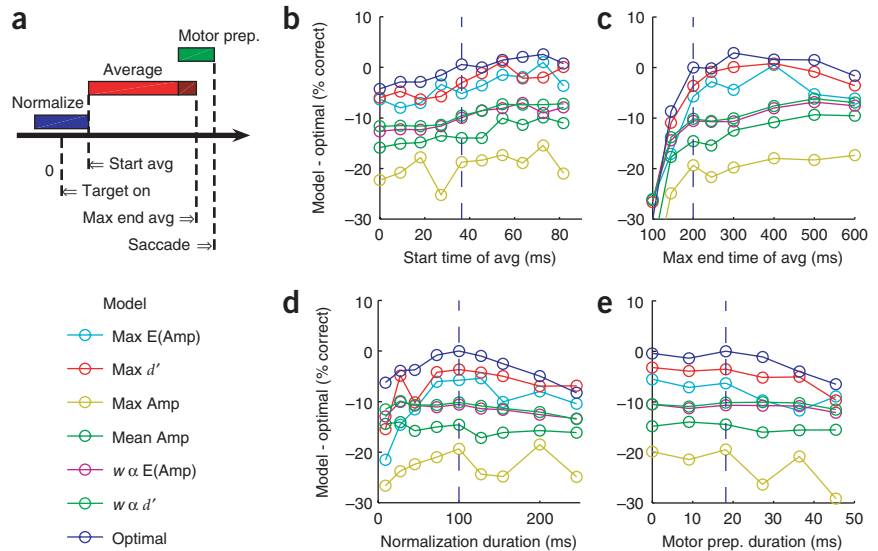 a
Motor prep.
Average
Normalize
0
⇐ Start avg
⇐ Target on
Max end avg ⇒
Saccade ⇒
Model
Max E(Amp)
Max d′
Max Amp
Mean Amp
w α E(Amp)
w α d′
Optimal
b
Model - optimal (% correct)
10
0
−10
−20
−30
0 20 40 60 80
Start time of avg (ms)
c
10
0
−10
−20
−30
100 200 300 400 500 600
Max end time of avg (ms)
d
Model - optimal (% correct)
10
0
−10
−20
−30
0 100 200
Normalization duration (ms)
e
10
0
−10
−20
−30
0 10 20 30 40 50
Motor prep. duration (ms)